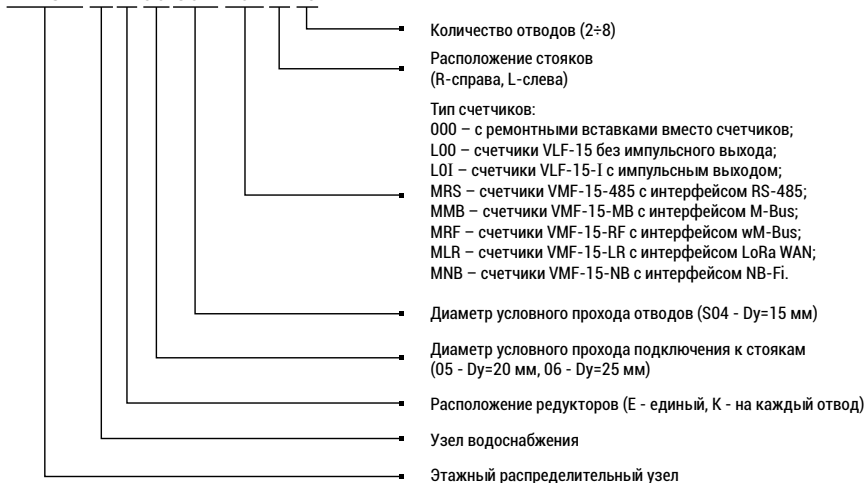 Количество отводов (2÷8)
Расположение стояков
(R-справа, L-слева)
Тип счетчиков:
000 – с ремонтными вставками вместо счетчиков;
L00 – счетчики VLF-15 без импульсного выхода;
L0I – счетчики VLF-15-I с импульсным выходом;
MRS – счетчики VMF-15-485 с интерфейсом RS-485;
MMB – счетчики VMF-15-MB с интерфейсом M-Bus;
MRF – счетчики VMF-15-RF с интерфейсом wM-Bus;
MLR – счетчики VMF-15-LR с интерфейсом LoRa WAN;
MNB – счетчики VMF-15-NB с интерфейсом NB-Fi.
Диаметр условного прохода отводов (S04 - Dy=15 мм)
Диаметр условного прохода подключения к стоякам
(05 - Dy=20 мм, 06 - Dy=25 мм)
Расположение редукторов (Е - единый, К - на каждый отвод)
Узел водоснабжения
Этажный распределительный узел